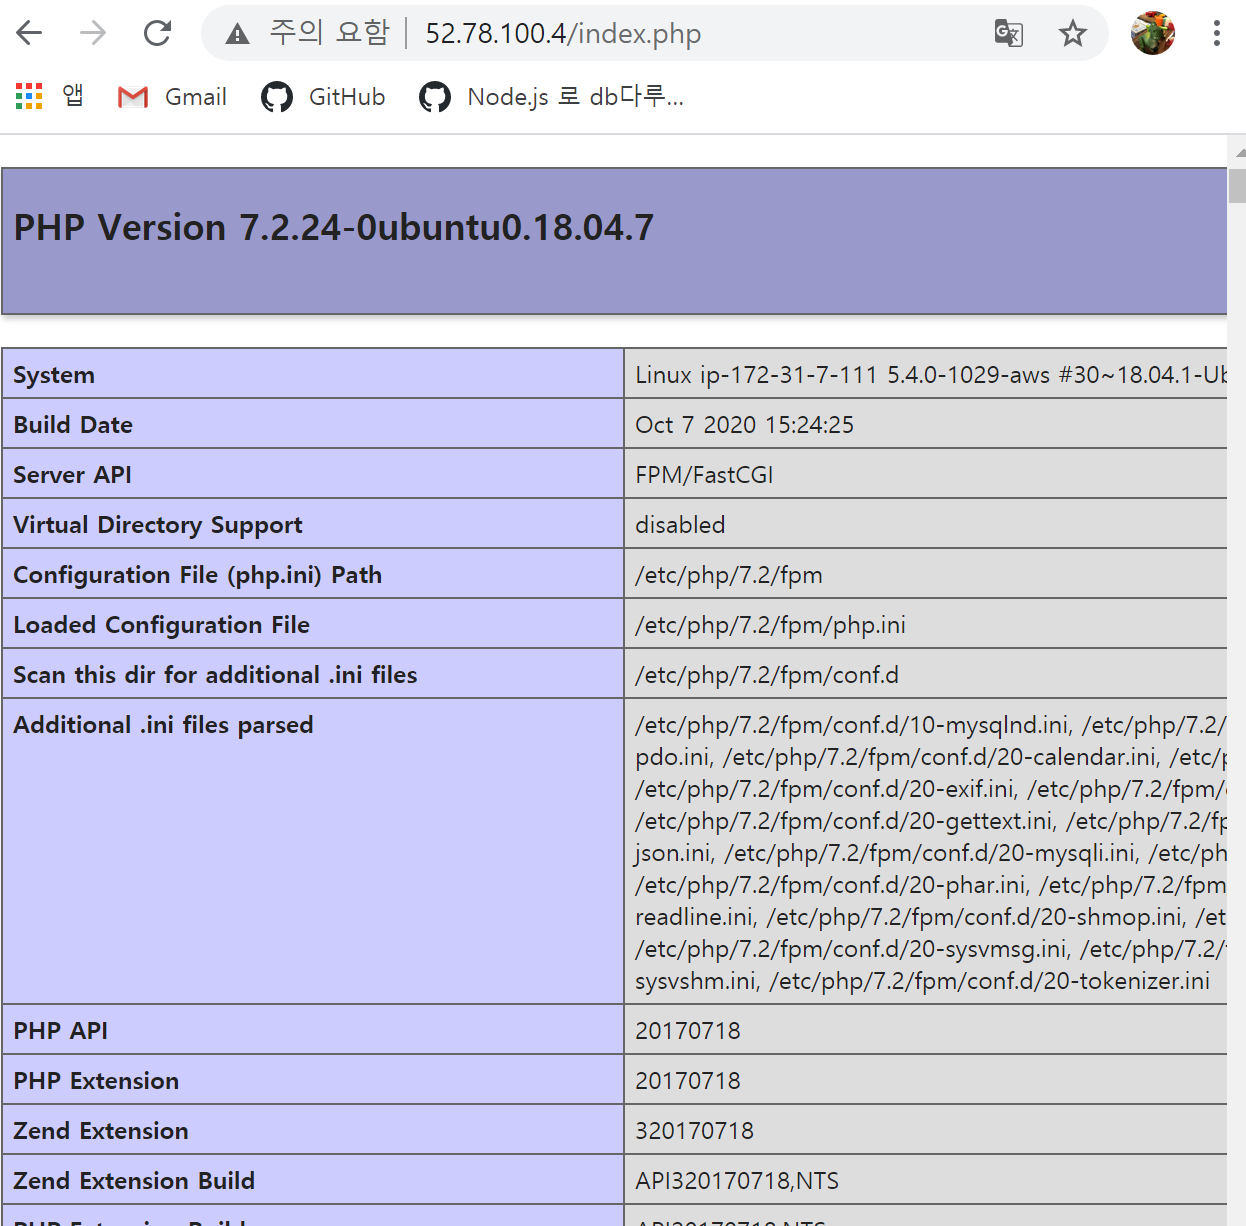 주의 요함 52.78.100.4/index.php
앱 Gmail GitHub Node.js 로 db다루...
PHP Version 7.2.24-0ubuntu0.18.04.7
System Linux ip-172-31-7-111 5.4.0-1029-aws #30~18.04.1-Ub
Build Date Oct 7 2020 15:24:25
Server API FPM/FastCGI
Virtual Directory Support disabled
Configuration File (php.ini) Path /etc/php/7.2/fpm
Loaded Configuration File /etc/php/7.2/fpm/php.ini
Scan this dir for additional .ini files /etc/php/7.2/fpm/conf.d
Additional .ini files parsed /etc/php/7.2/fpm/conf.d/10-mysqlnd.ini, /etc/php/7.2/
pdo.ini, /etc/php/7.2/fpm/conf.d/20-calendar.ini, /etc/p
/etc/php/7.2/fpm/conf.d/20-exif.ini, /etc/php/7.2/fpm/
/etc/php/7.2/fpm/conf.d/20-gettext.ini, /etc/php/7.2/fp
json.ini, /etc/php/7.2/fpm/conf.d/20-mysqli.ini, /etc/ph
/etc/php/7.2/fpm/conf.d/20-phar.ini, /etc/php/7.2/fpm
readline.ini, /etc/php/7.2/fpm/conf.d/20-shmop.ini, /et
/etc/php/7.2/fpm/conf.d/20-sysvmsg.ini, /etc/php/7.2/
sysvshm.ini, /etc/php/7.2/fpm/conf.d/20-tokenizer.ini
PHP API 20170718
PHP Extension 20170718
Zend Extension 320170718
Zend Extension Build API320170718,NTS
PHP Extension Build API20170718,NTS